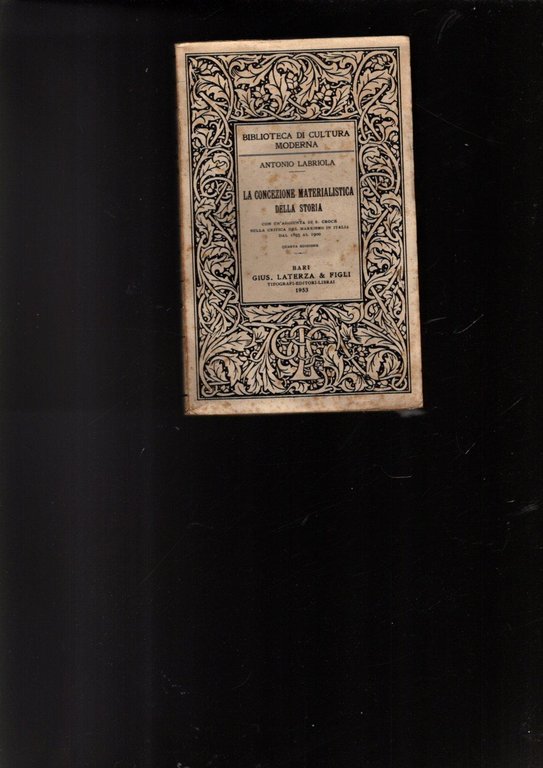 BIBLIOTECA DI CULTURA
MODERNA
ANTONIO LABRIOLA
LA CONCEZIONE MATERIALISTICA
DELLA STORIA
CON UN'AGGIUNTA DI B. CROCE
SULLA CRITICA DEL MARXISMO IN ITALIA
DAL 1895 AL 1900
QUARTA EDIZIONE
BARI
GIUS. LATERZA & FIGLI
TIPOGRAFI-EDITORI-LIBRAI
1953